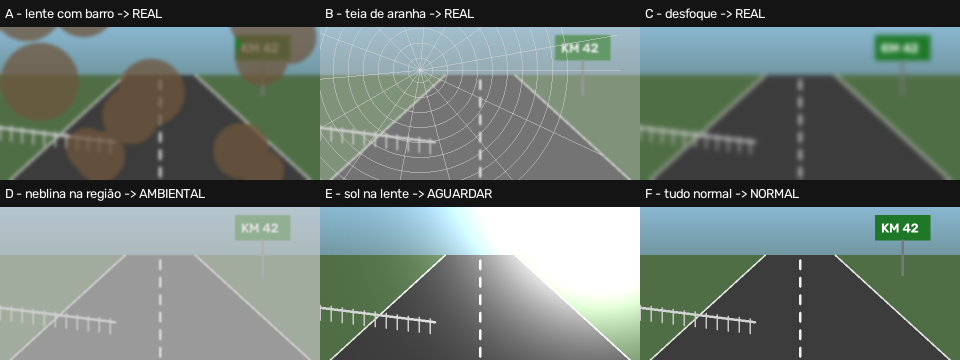 A - lente com barro -> REAL
B - teia de aranha -> REAL
C - desfoque -> REAL
KM 42
KM 42
KM 42
D - neblina na região -> AMBIENTAL
E - sol na lente -> AGUARDAR
F - tudo normal -> NORMAL
KM 42
KM 42